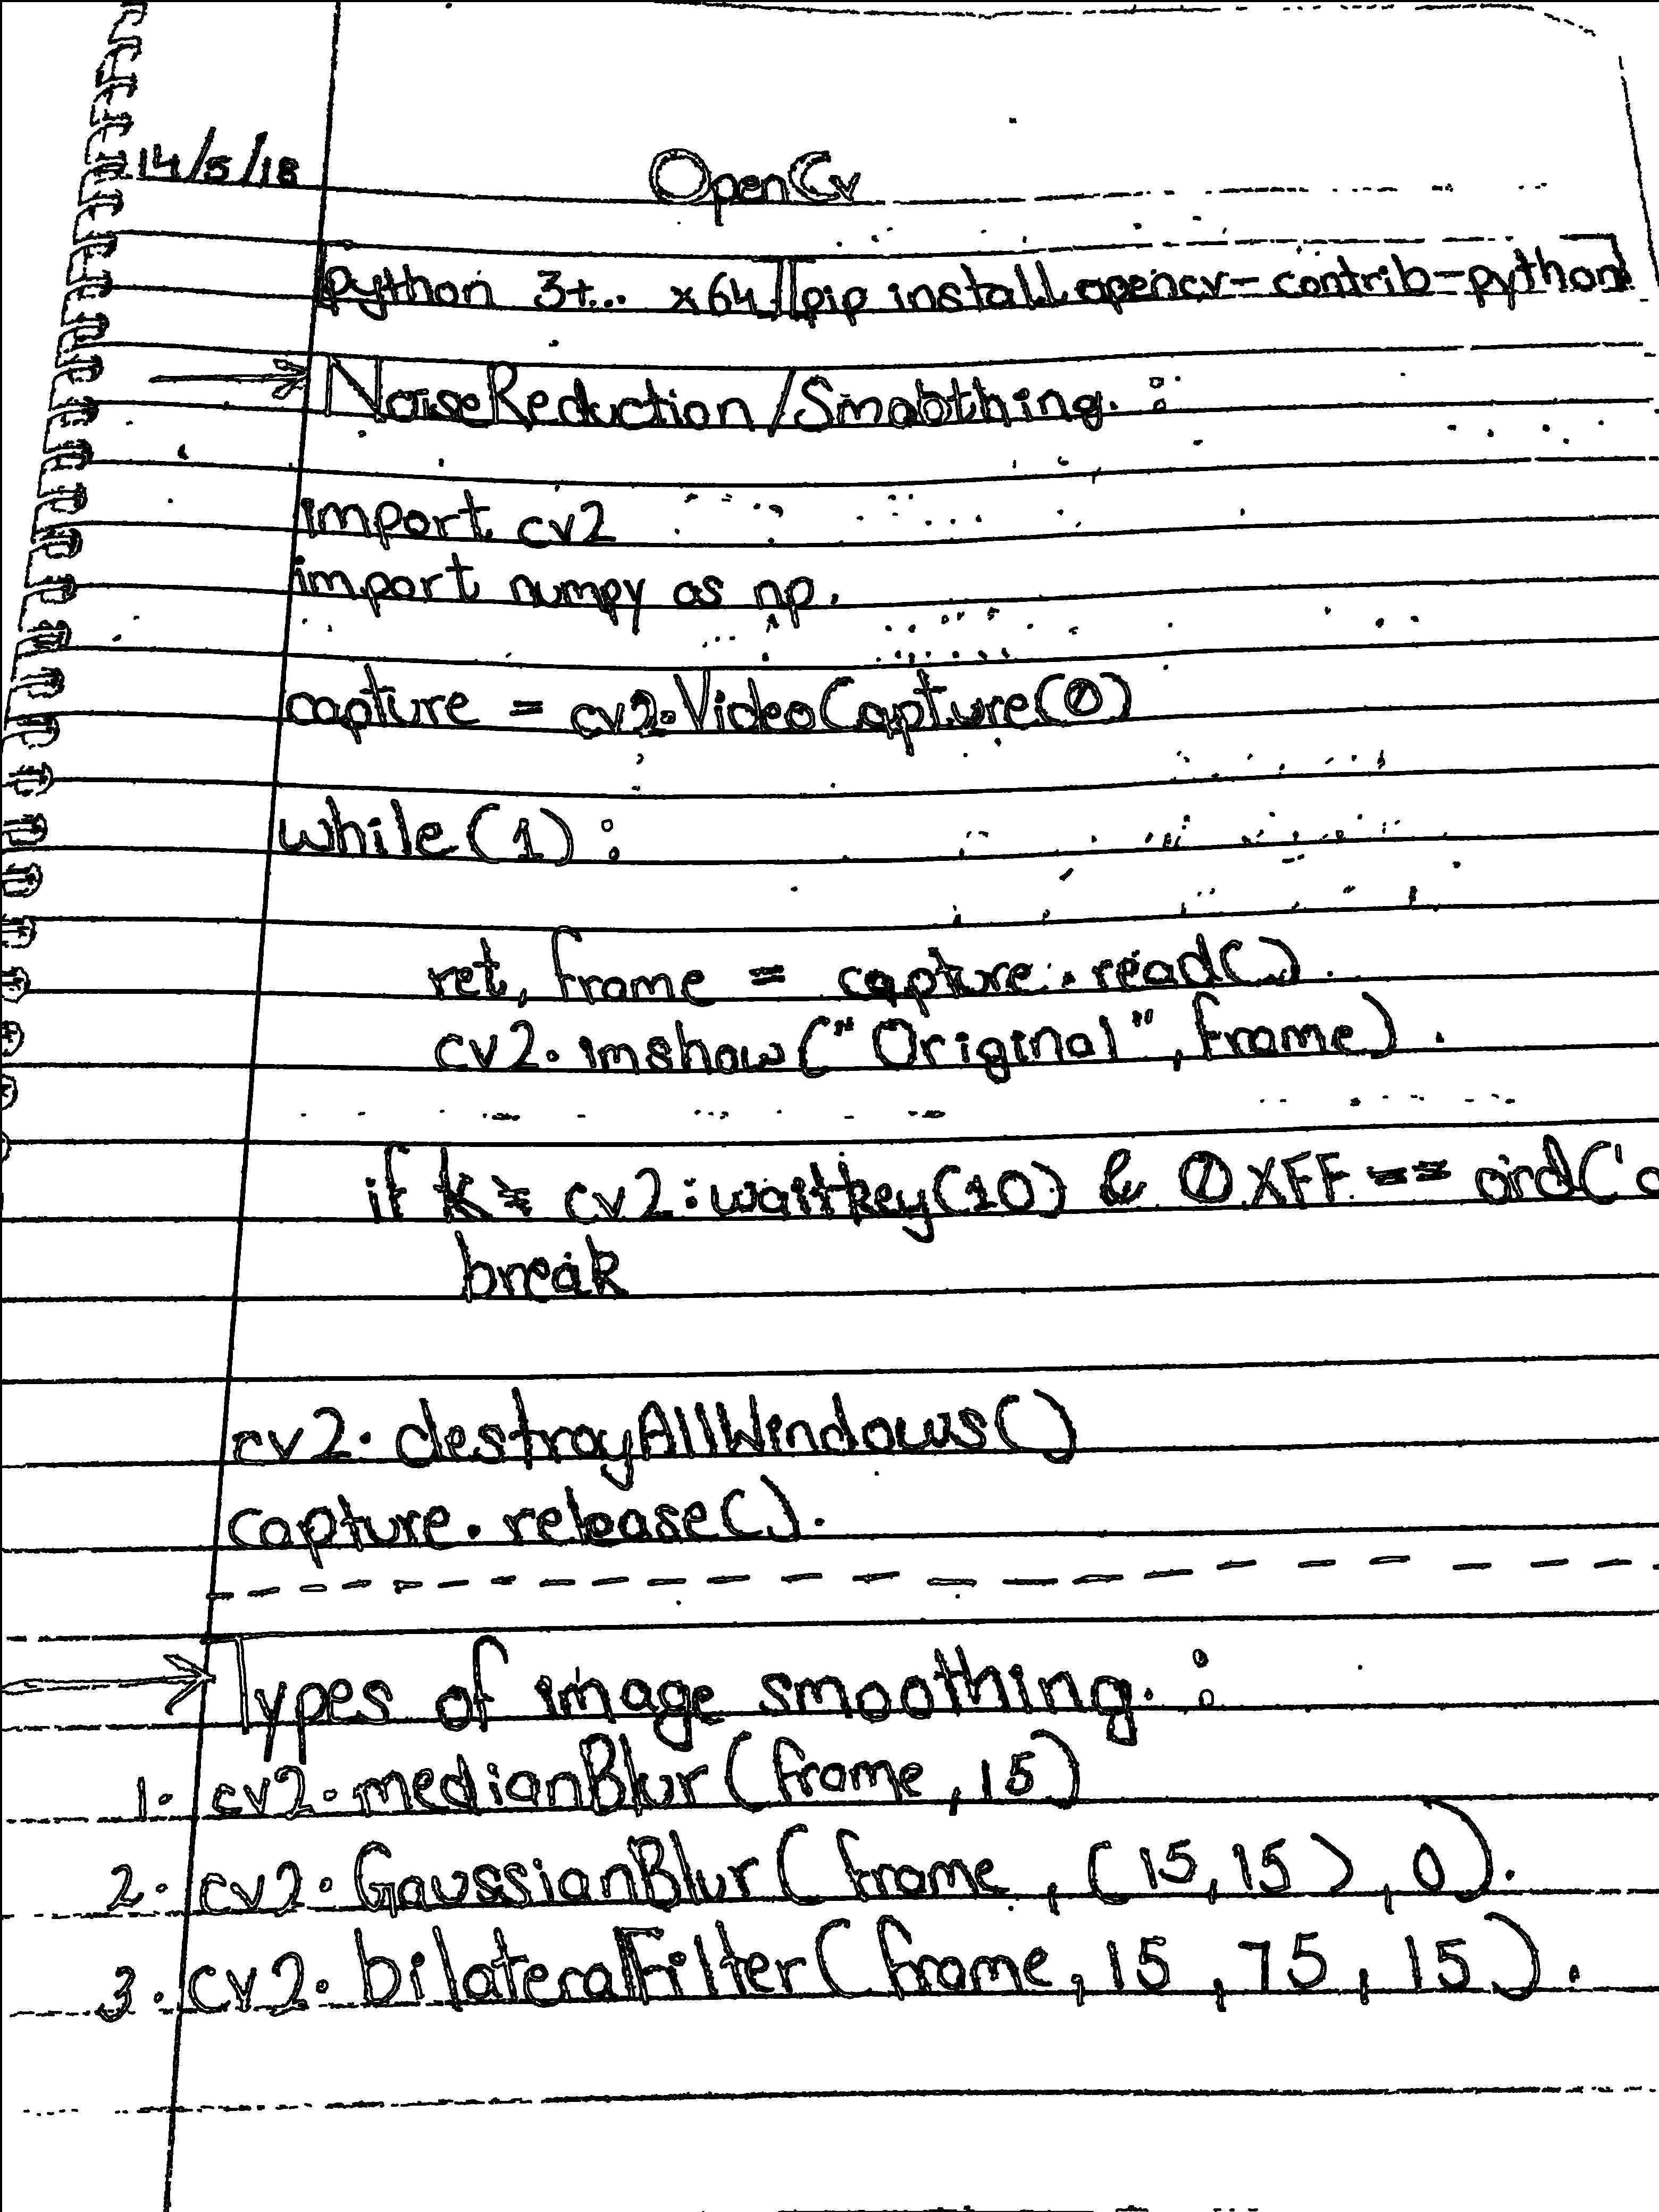 14/5/18
OpenCv
[Python 3+... x64] [pip install opencv-contrib-python]
→ NoiseReduction/Smoothing. :
import cv2
import numpy as np.
capture = cv2.VideoCapture(0)
while(1):
ret, frame = capture.read().
cv2.imshow("Original", frame).
if k = cv2.waitkey(10) & 0XFF == ord('
break
cv2.destroyAllWindows()
capture.release().
→ Types of image smoothing. :
1. cv2.medianBlur(frame, 15)
2. cv2.GaussianBlur(frame, (15,15), 0).
3. cv2.bilateralFilter(frame, 15, 75, 15).